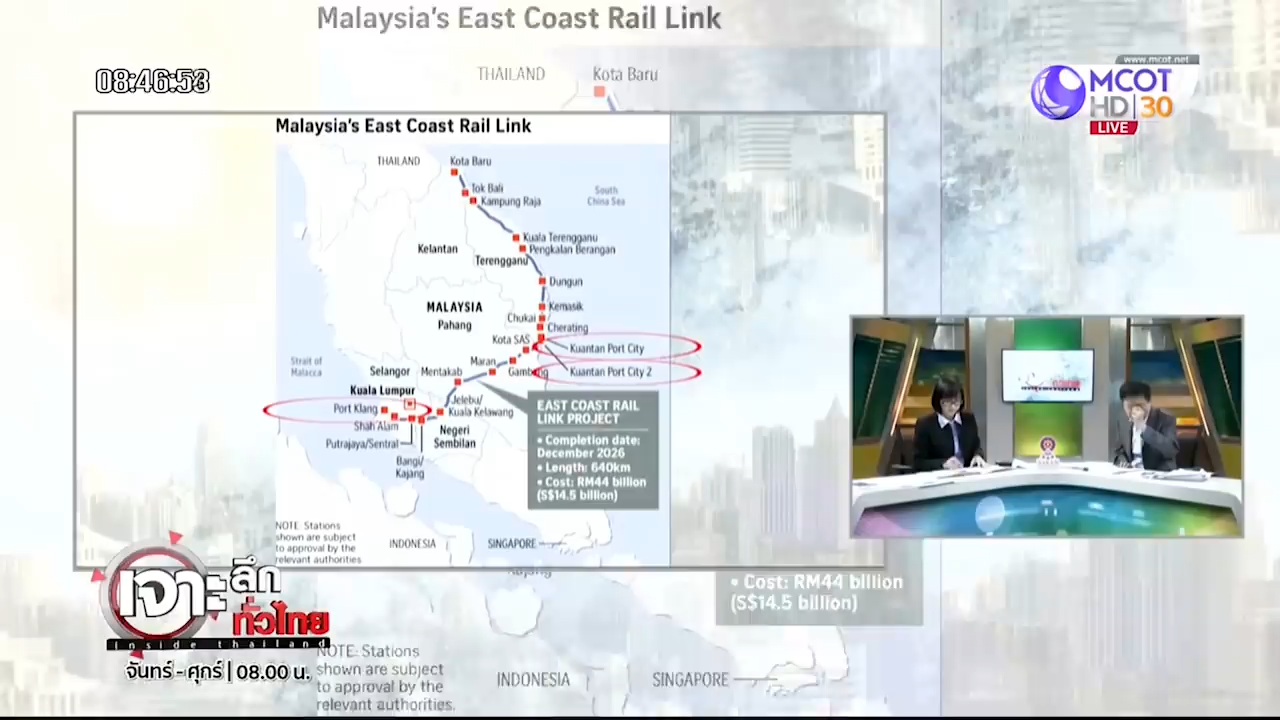 Malaysia's East Coast Rail Link
THAILAND
Kota Baru
08:46:53
www.mcot.net
MCOT
HD 30
LIVE
Malaysia's East Coast Rail Link
THAILAND
Kota Baru
Tok Bali
Kampung Raja
South
China Sea
Kuala Terengganu
Pengkalan Berangan
Kelantan
Terengganu
Dungun
MALAYSIA
Pahang
Kemasik
Chukai
Cherating
Kota SAS
Kuantan Port City
Strait of
Malacca
Maran
Selangor
Mentakab
Gambang
Kuantan Port City 2
Kuala Lumpur
Port Klang
Jelebu/
Kuala Kelawang
Shah Alam
Putrajaya/Sentral
Negeri
Sembilan
Bangi/
Kajang
EAST COAST RAIL
LINK PROJECT
• Completion date:
December 2026
• Length: 640km
• Cost: RM44 billion
(S$14.5 billion)
NOTE Stations
shown are subject
to approval by the
relevant authorities
INDONESIA
SINGAPORE
Kajang
• Cost: RM44 billion
(S$14.5 billion)
เจาะลึก
ทั่วไทย
inside thailand
จันทร์ - ศุกร์ | 08.00 น.
NOTE: Stations
shown are subject
to approval by the
relevant authorities.
INDONESIA
SINGAPORE